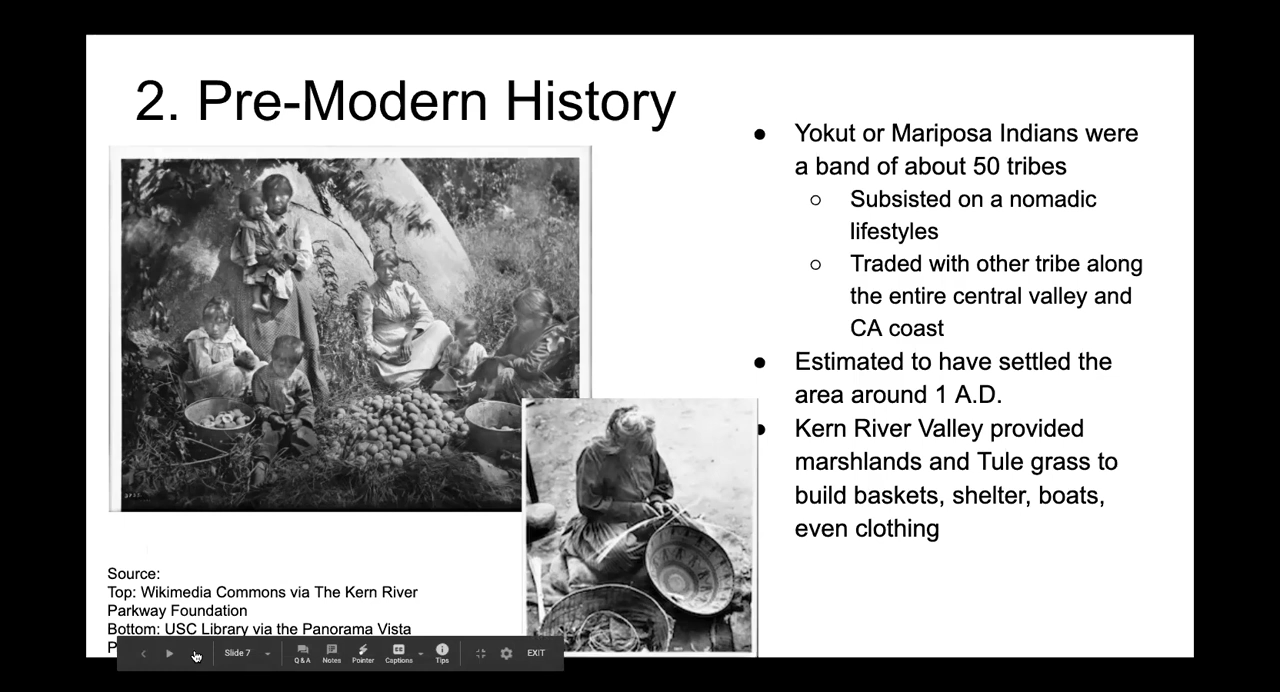 2. Pre-Modern History
Yokut or Mariposa Indians were
a band of about 50 tribes
Subsisted on a nomadic
lifestyles
Traded with other tribe along
the entire central valley and
CA coast
Estimated to have settled the
area around 1 A.D.
Kern River Valley provided
marshlands and Tule grass to
build baskets, shelter, boats,
even clothing
Source:
Top: Wikimedia Commons via The Kern River
Parkway Foundation
Bottom: USC Library via the Panorama Vista
Slide 7
Q & A
Notes
Pointer
Captions
Tips
EXIT